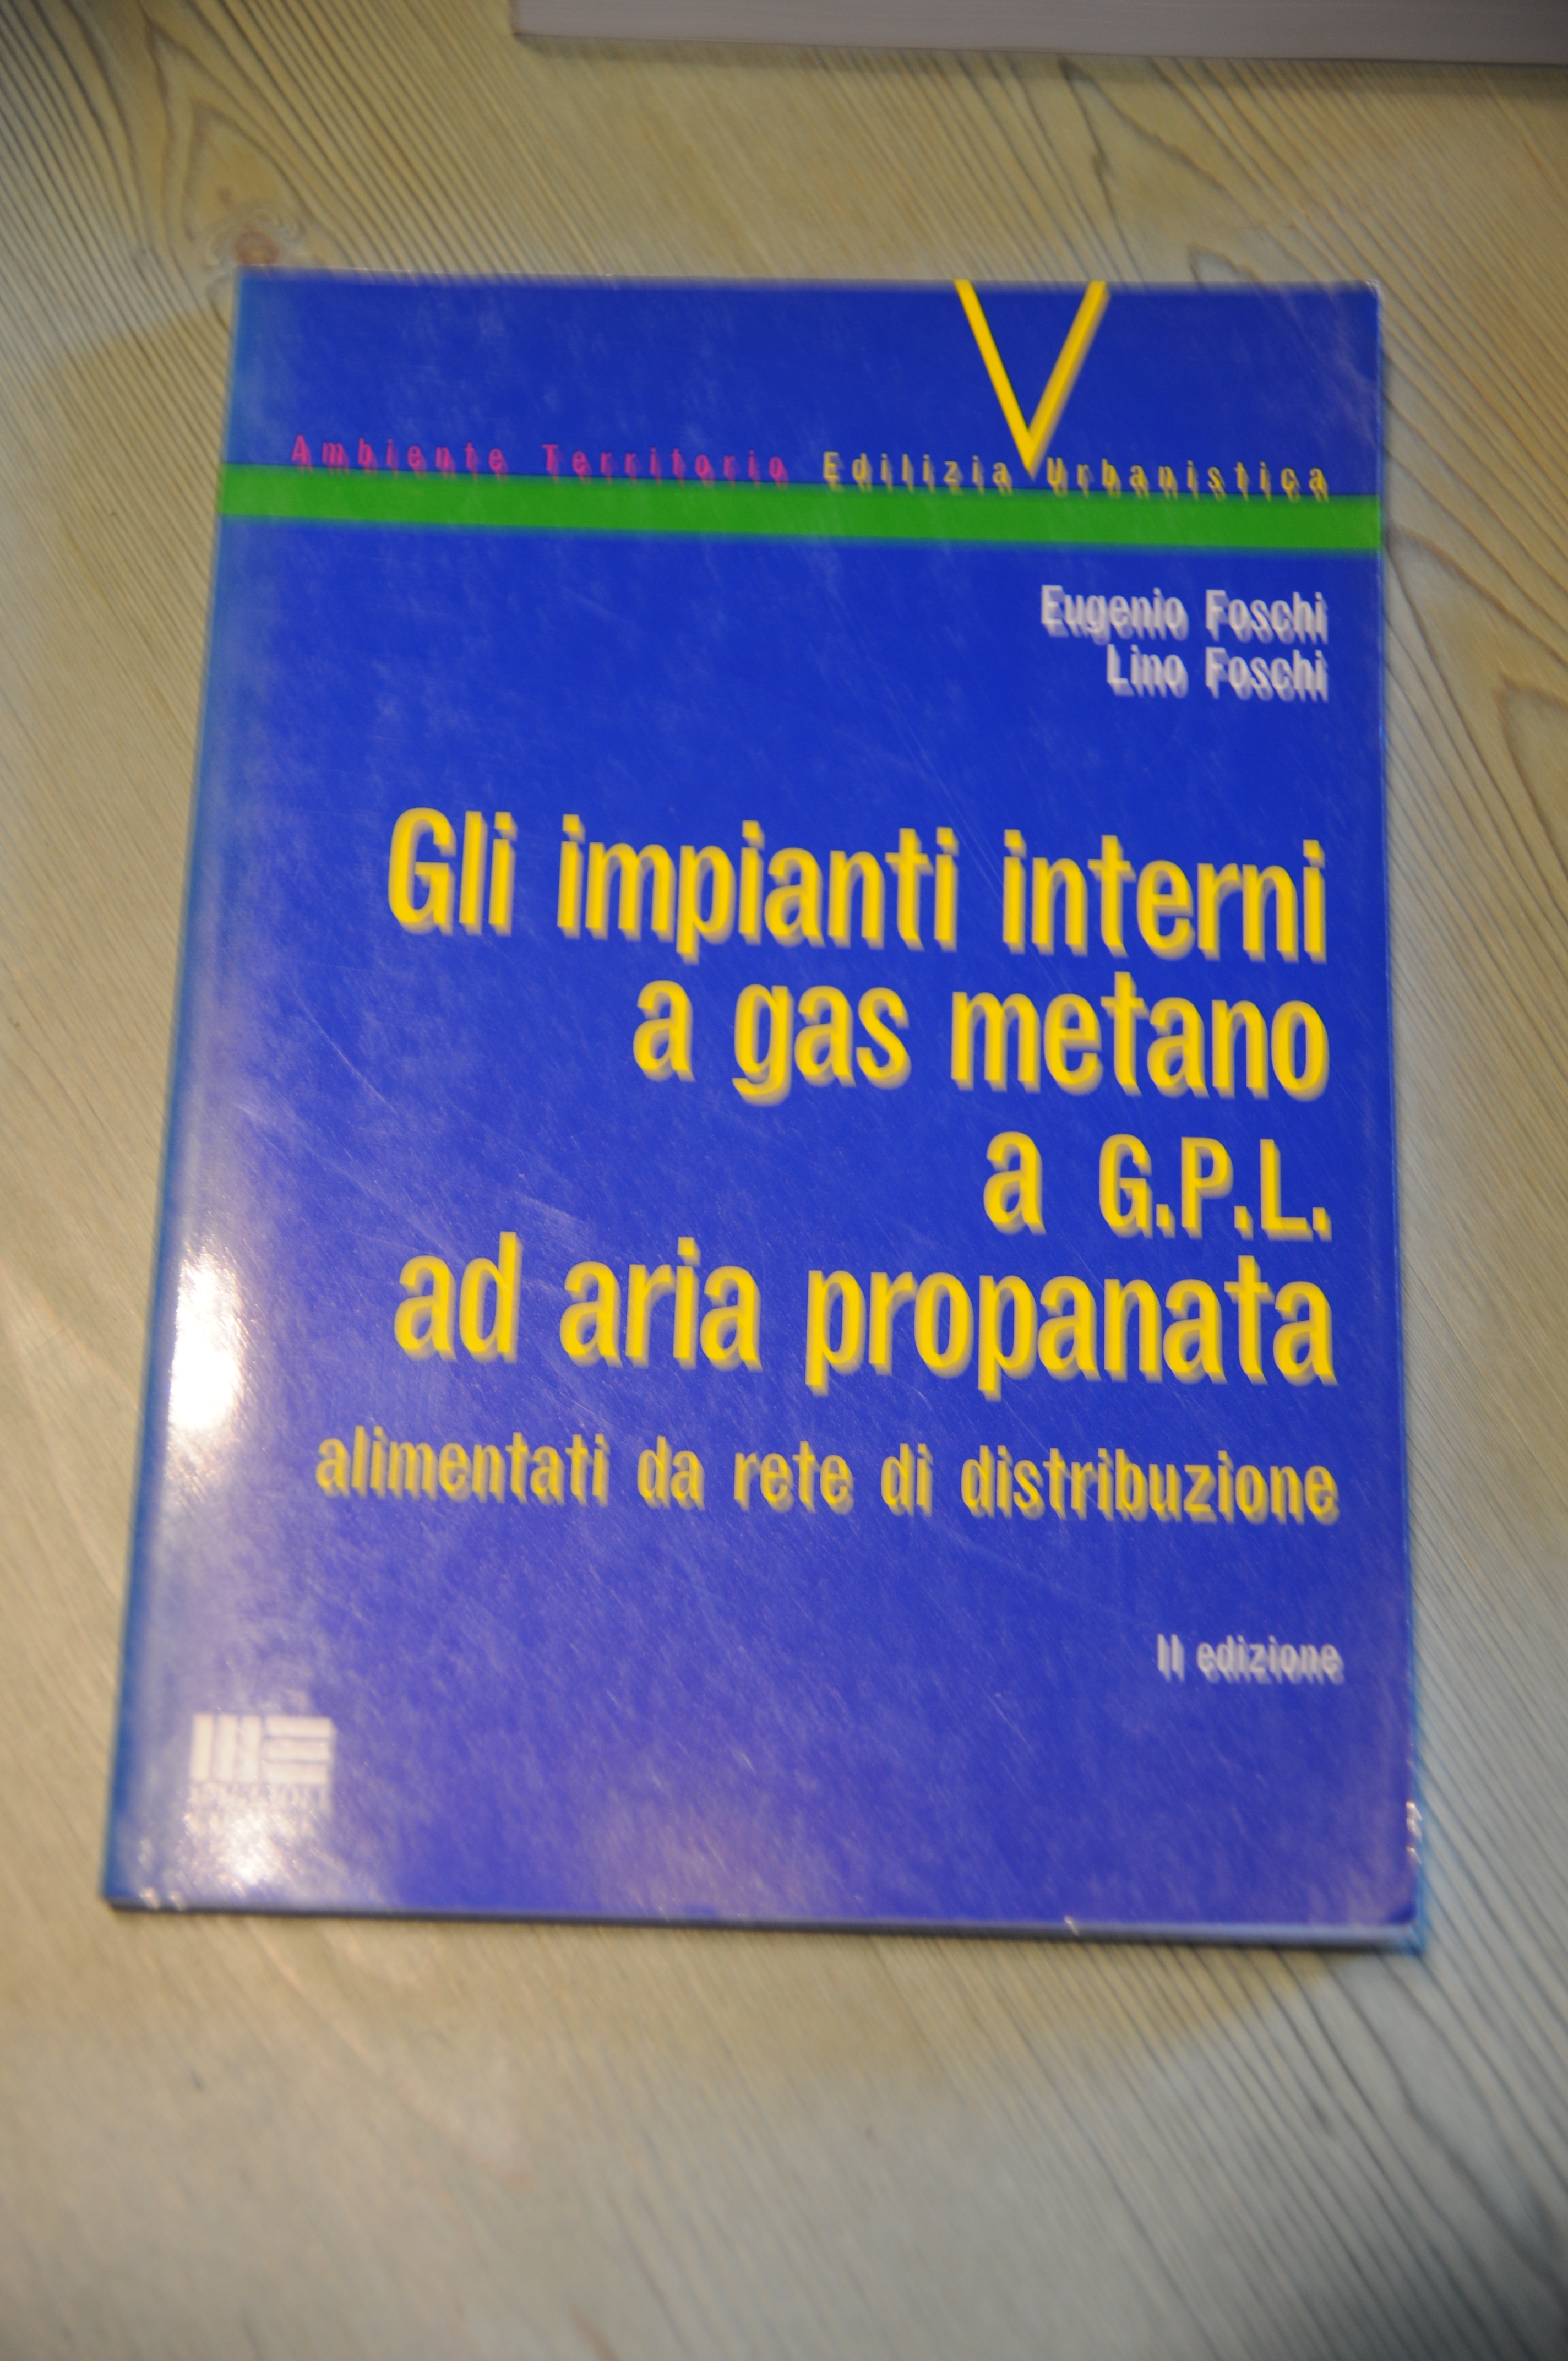 Ambiente Territorio Edilizia Urbanistica
Eugenio Foschi
Lino Foschi
Gli impianti interni
a gas metano
a G.P.L.
ad aria propanata
alimentati da rete di distribuzione
II edizione